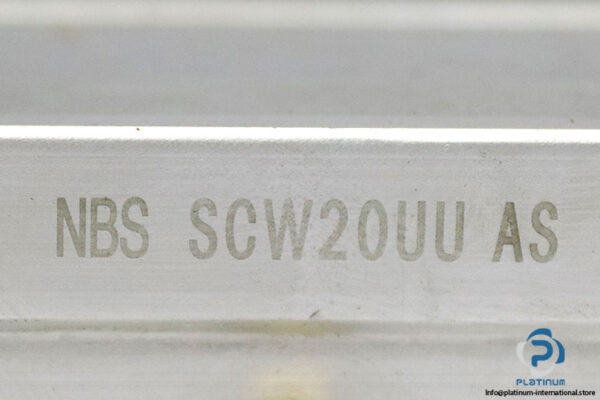 NBS SCW20UU AS
PLATINUM
Info@platinum-international.store